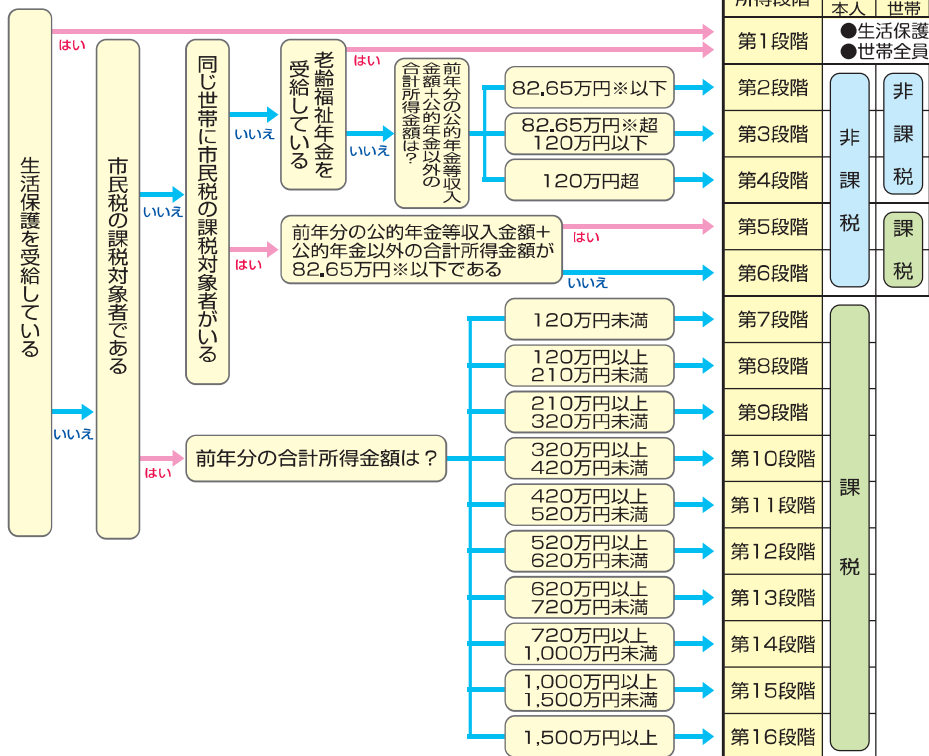 所得段階
本人
世帯
生活保護を受給している
はい
いいえ
市民税の課税対象者である
いいえ
はい
同じ世帯に市民税の課税対象者がいる
いいえ
はい
老齢福祉年金を
受給している
はい
いいえ
前年分の公的年金等収入
金額＋公的年金以外の
合計所得金額は？
82.65万円※以下
82.65万円※超
120万円以下
120万円超
前年分の公的年金等収入金額＋
公的年金以外の合計所得金額が
82.65万円※以下である
はい
いいえ
前年分の合計所得金額は？
120万円未満
120万円以上
210万円未満
210万円以上
320万円未満
320万円以上
420万円未満
420万円以上
520万円未満
520万円以上
620万円未満
620万円以上
720万円未満
720万円以上
1,000万円未満
1,000万円以上
1,500万円未満
1,500万円以上
第1段階
●生活保護
●世帯全員
第2段階
第3段階
第4段階
第5段階
第6段階
第7段階
第8段階
第9段階
第10段階
第11段階
第12段階
第13段階
第14段階
第15段階
第16段階
非課税
非課税
課税
課税